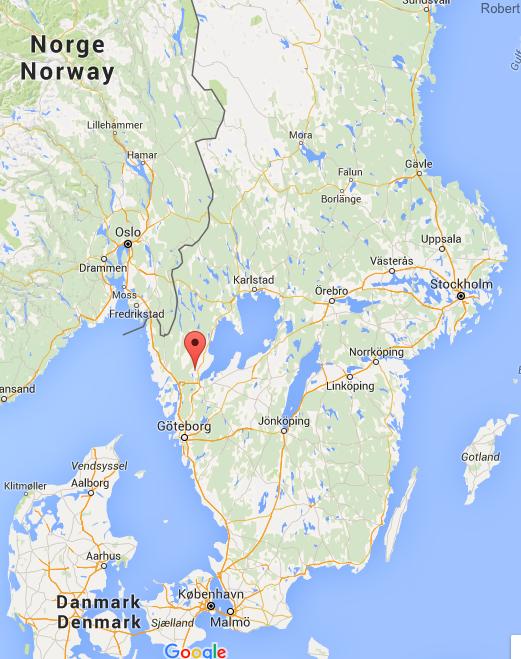 Sundsvall
Robert
Norge
Norway
Gulf
Lillehammer
Mora
Hamar
Falun
Gävle
Borlänge
Oslo
Uppsala
Västerås
Drammen
Karlstad
Stockholm
Moss
Örebro
Fredrikstad
Norrköping
Linköping
ansand
Jönköping
Göteborg
Gotland
Vendsyssel
Klitmøller
Aalborg
Aarhus
København
Danmark
Denmark
Sjælland
Malmö
Google